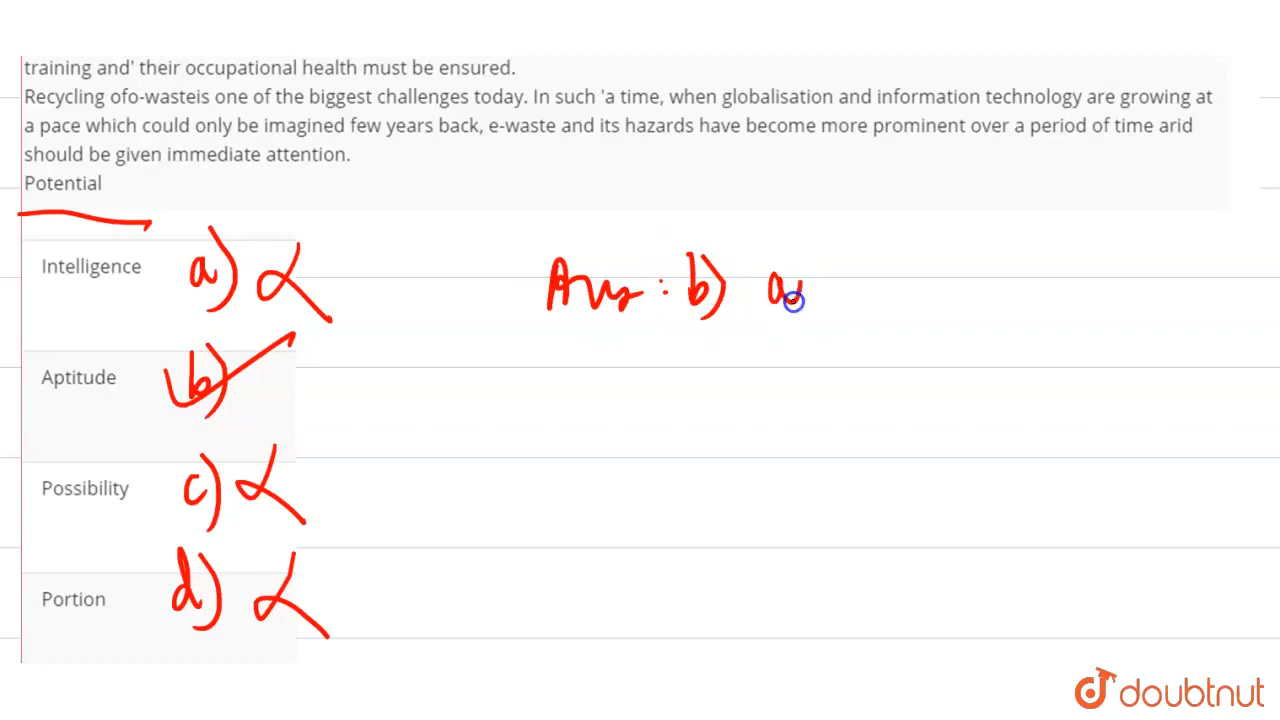 training and' their occupational health must be ensured.
Recycling ofo-wasteis one of the biggest challenges today. In such 'a time, when globalisation and information technology are growing at
a pace which could only be imagined few years back, e-waste and its hazards have become more prominent over a period of time arid
should be given immediate attention.
Potential
Intelligence a)
Ans : b) a
Aptitude b)
Possibility c)
Portion d)
doubtnut